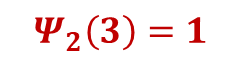 Ψ₂(3) = 1